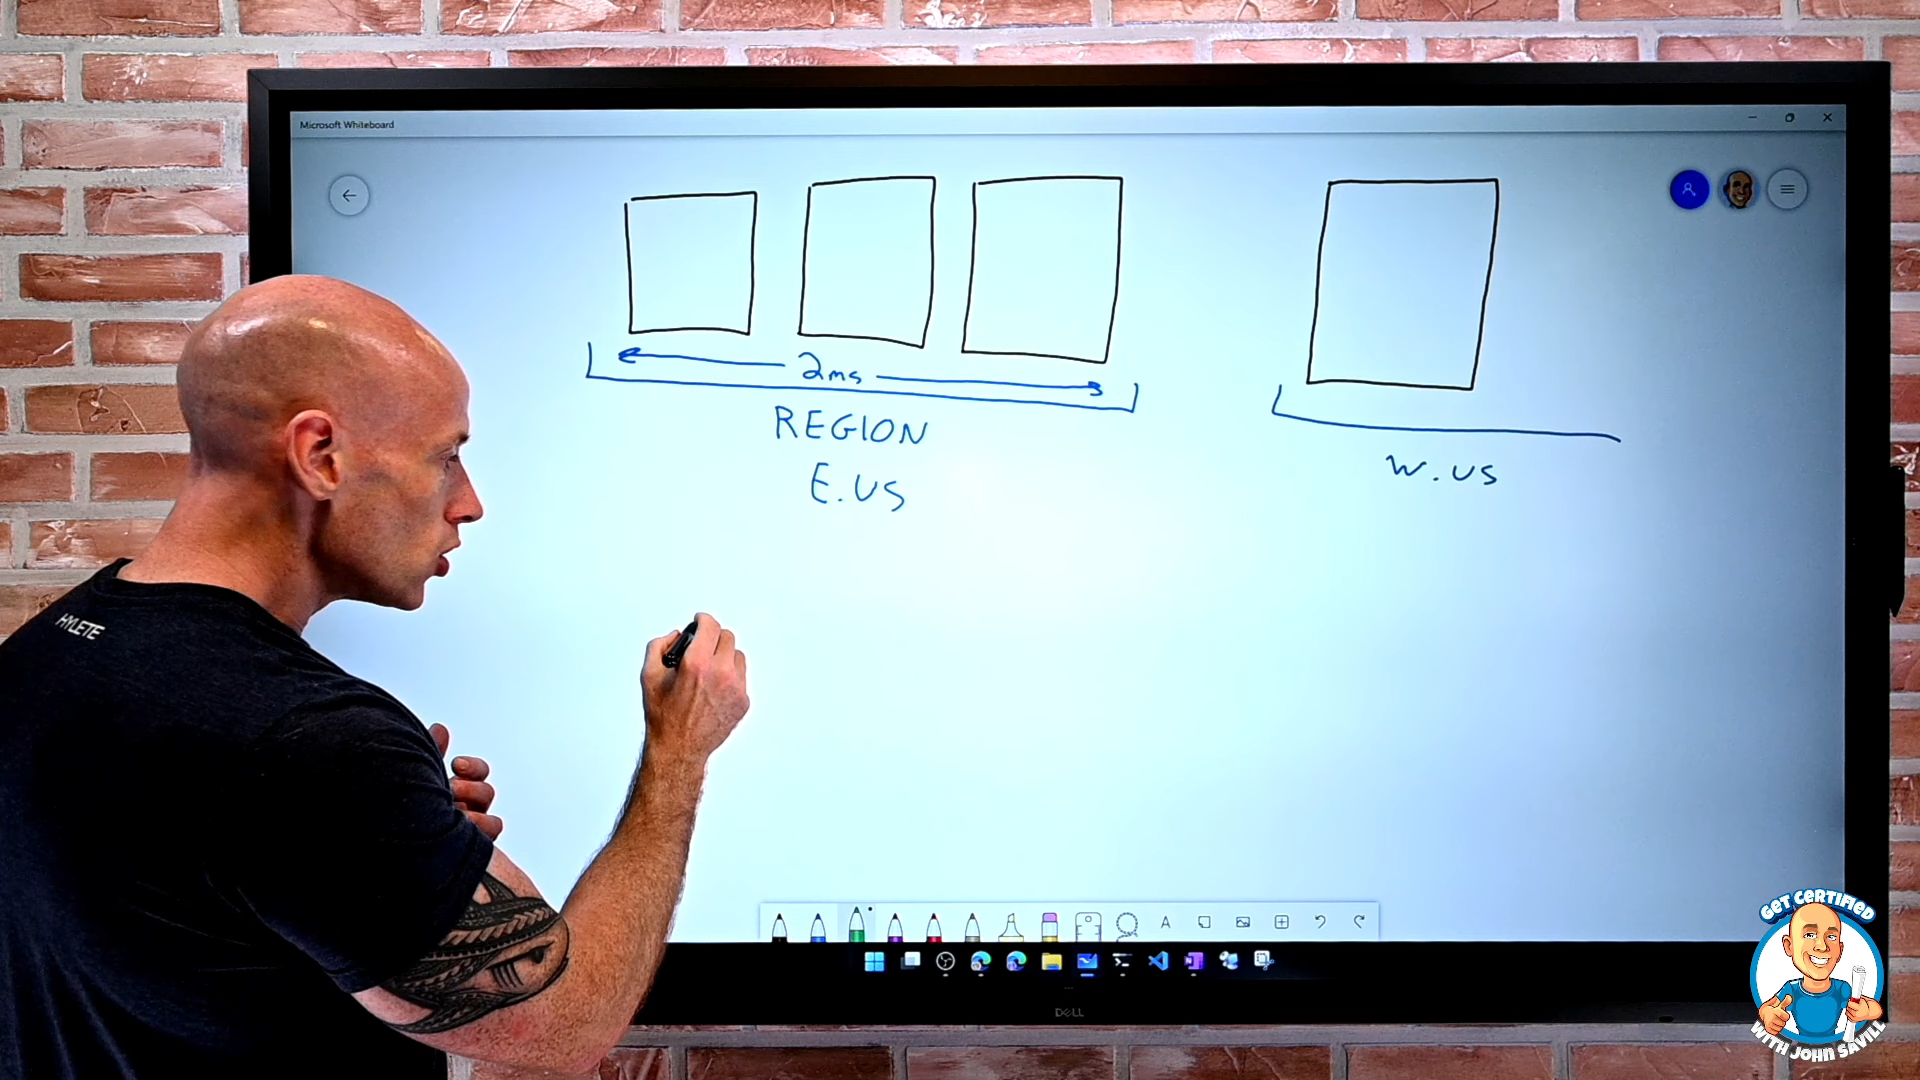 Microsoft Whiteboard
2ms
REGION
E.US
W.US
HYLETE
A
DELL
GET CERTIFIED
WITH JOHN SAVILL